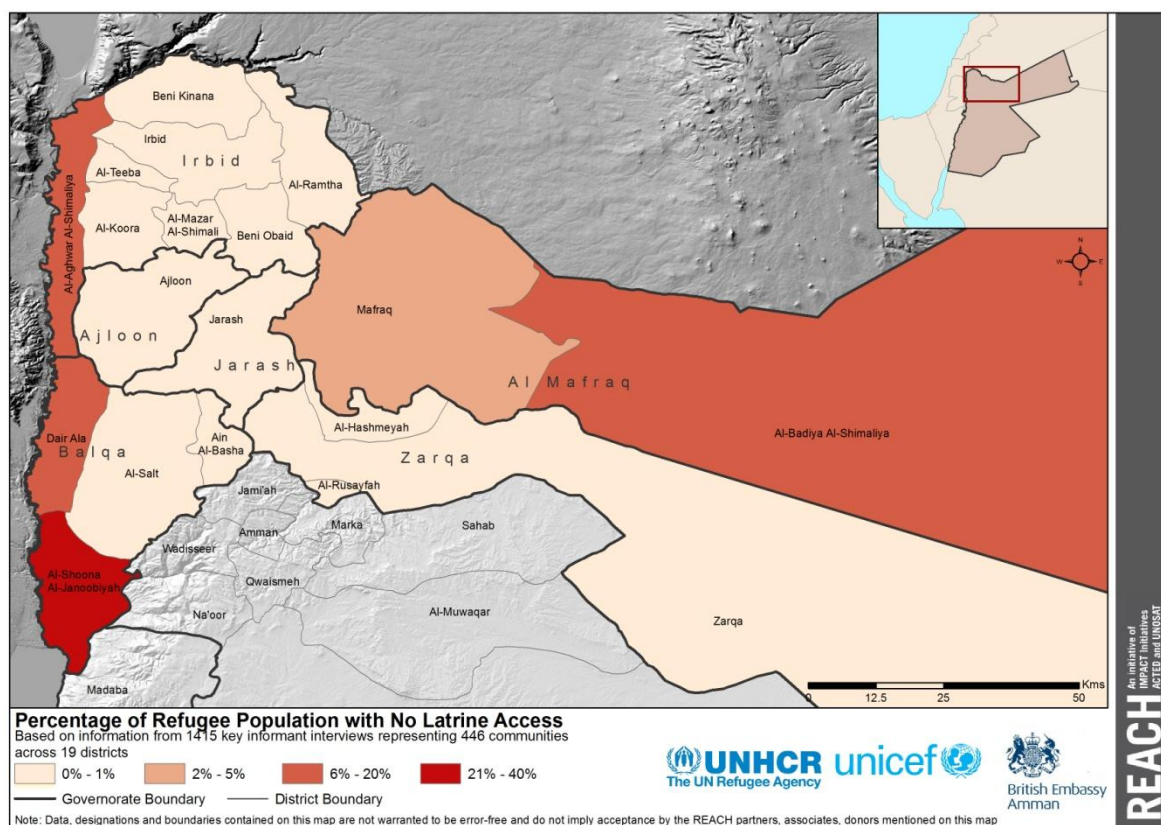 Beni Kinana
Irbid
Irbid
Al-Teeba
Al-Ramtha
Al-Aghwar Al-Shimaliya
Al-Koora
Al-Mazar
Al-Shimali
Beni Obaid
Ajloon
Mafraq
Jarash
Ajloon
Jarash
Al Mafraq
N
W
E
S
Al-Hashmeyah
Al-Badiya Al-Shimaliya
Dair Ala
Ain
Al-Basha
Balqa
Zarqa
Al-Salt
Al-Rusayfah
Jami'ah
Marka
Sahab
Amman
Wadisseer
Al-Shoona
Al-Janoobiyah
Qwaismeh
Na'oor
Al-Muwaqar
Zarqa
Madaba
Kms
0 12.5 25 50
Percentage of Refugee Population with No Latrine Access
Based on information from 1415 key informant interviews representing 446 communities
across 19 districts
0% - 1%
2% - 5%
6% - 20%
21% - 40%
Governorate Boundary
District Boundary
UNHCR
The UN Refugee Agency
unicef
British Embassy
Amman
Note: Data, designations and boundaries contained on this map are not warranted to be error-free and do not imply acceptance by the REACH partners, associates, donors mentioned on this map
REACH
An initiative of
IMPACT Initiatives
ACTED and UNOSAT